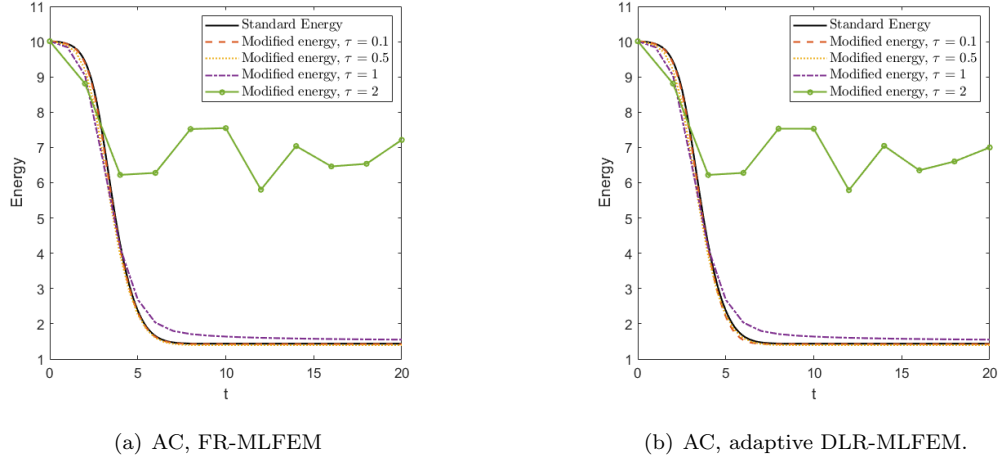 Standard Energy
Modified energy, τ = 0.1
Modified energy, τ = 0.5
Modified energy, τ = 1
Modified energy, τ = 2
11
10
9
8
7
6
5
4
3
2
1
Energy
0
5
10
15
20
t
(a) AC, FR-MLFEM
Standard Energy
Modified energy, τ = 0.1
Modified energy, τ = 0.5
Modified energy, τ = 1
Modified energy, τ = 2
11
10
9
8
7
6
5
4
3
2
1
Energy
0
5
10
15
20
t
(b) AC, adaptive DLR-MLFEM.